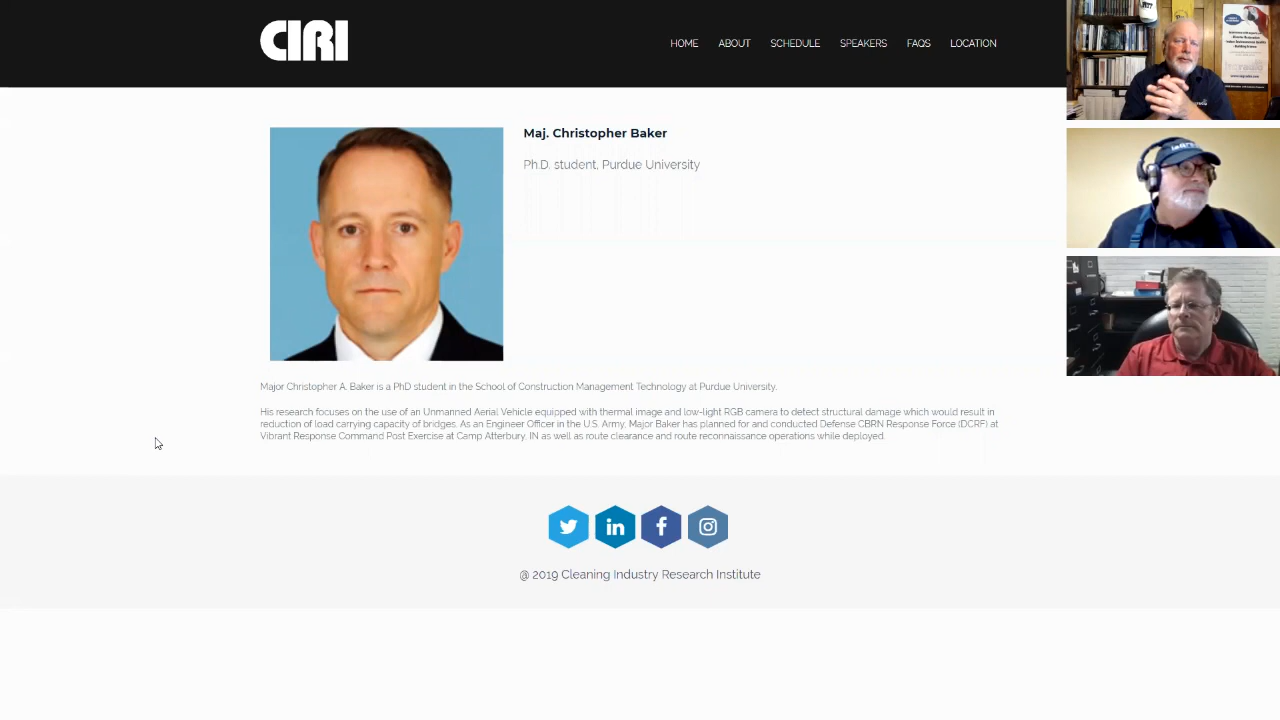 CIRI
HOME ABOUT SCHEDULE SPEAKERS FAQS LOCATION
Maj. Christopher Baker
Ph.D. student, Purdue University
Major Christopher A. Baker is a PhD student in the School of Construction Management Technology at Purdue University.
His research focuses on the use of an Unmanned Aerial Vehicle equipped with thermal image and low-light RGB camera to detect structural damage which would result in
reduction of load carrying capacity of bridges. As an Engineer Officer in the U.S. Army, Major Baker has planned for and conducted Defense CBRN Response Force (DCRF) at
Vibrant Response Command Post Exercise at Camp Atterbury, IN as well as route clearance and route reconnaissance operations while deployed.
@ 2019 Cleaning Industry Research Institute